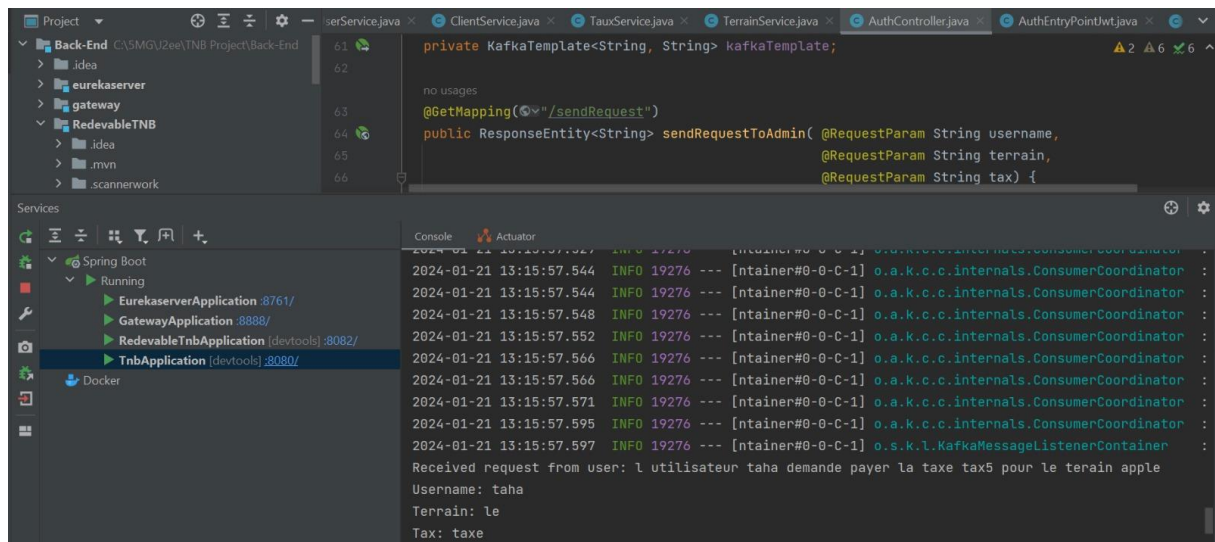 Project
serService.java
ClientService.java
TauxService.java
TerrainService.java
AuthController.java
AuthEntryPointJwt.java
Back-End C:\5MG\J2ee\TNB Project\Back-End
.idea
eurekaserver
gateway
RedevableTNB
.idea
.mvn
.scannerwork
2 6 6
61 private KafkaTemplate<String, String> kafkaTemplate;
62
no usages
63 @GetMapping("/sendRequest")
64 public ResponseEntity<String> sendRequestToAdmin( @RequestParam String username,
65 @RequestParam String terrain,
66 @RequestParam String tax) {
Services
Spring Boot
Running
EurekaserverApplication :8761/
GatewayApplication :8888/
RedevableTnbApplication [devtools] :8082/
TnbApplication [devtools] :8080/
Docker
Console
Actuator
2024-01-21 13:15:57.544 INFO 19276 --- [ntainer#0-0-C-1] o.a.k.c.c.internals.ConsumerCoordinator :
2024-01-21 13:15:57.544 INFO 19276 --- [ntainer#0-0-C-1] o.a.k.c.c.internals.ConsumerCoordinator :
2024-01-21 13:15:57.548 INFO 19276 --- [ntainer#0-0-C-1] o.a.k.c.c.internals.ConsumerCoordinator :
2024-01-21 13:15:57.552 INFO 19276 --- [ntainer#0-0-C-1] o.a.k.c.c.internals.ConsumerCoordinator :
2024-01-21 13:15:57.566 INFO 19276 --- [ntainer#0-0-C-1] o.a.k.c.c.internals.ConsumerCoordinator :
2024-01-21 13:15:57.566 INFO 19276 --- [ntainer#0-0-C-1] o.a.k.c.c.internals.ConsumerCoordinator :
2024-01-21 13:15:57.571 INFO 19276 --- [ntainer#0-0-C-1] o.a.k.c.c.internals.ConsumerCoordinator :
2024-01-21 13:15:57.595 INFO 19276 --- [ntainer#0-0-C-1] o.a.k.c.c.internals.ConsumerCoordinator :
2024-01-21 13:15:57.597 INFO 19276 --- [ntainer#0-0-C-1] o.s.k.l.KafkaMessageListenerContainer :
Received request from user: l utilisateur taha demande payer la taxe tax5 pour le terain apple
Username: taha
Terrain: le
Tax: taxe